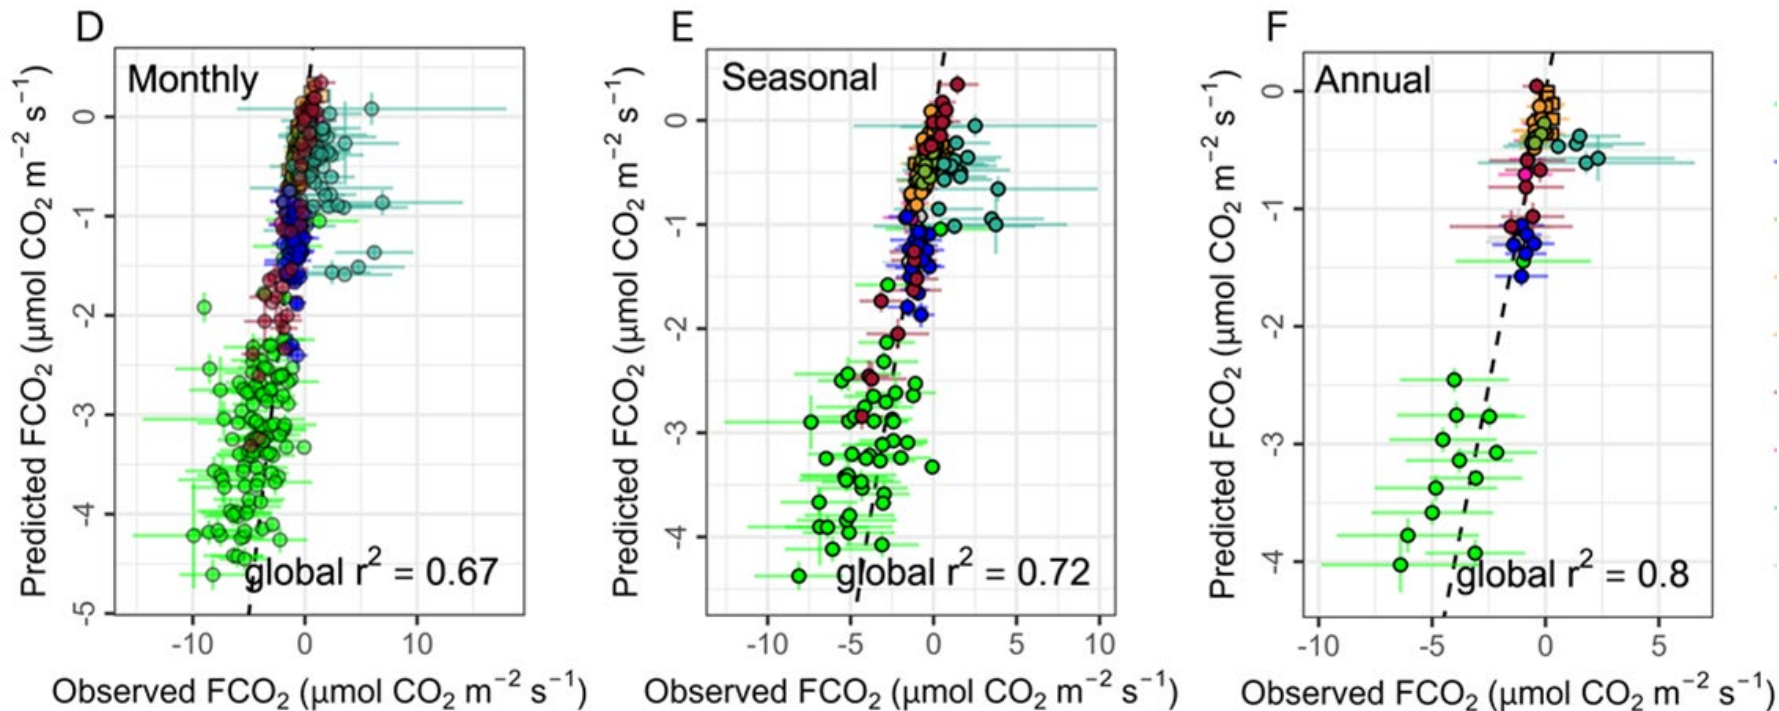 D
Monthly
Predicted FCO₂ (μmol CO₂ m⁻² s⁻¹)
0
-1
-2
-3
-4
-5
global r² = 0.67
-10
0
10
Observed FCO₂ (μmol CO₂ m⁻² s⁻¹)
E
Seasonal
Predicted FCO₂ (μmol CO₂ m⁻² s⁻¹)
0
-1
-2
-3
-4
global r² = 0.72
-10
-5
0
5
10
Observed FCO₂ (μmol CO₂ m⁻² s⁻¹)
F
Annual
Predicted FCO₂ (μmol CO₂ m⁻² s⁻¹)
0
-1
-2
-3
-4
global r² = 0.8
-10
-5
0
5
Observed FCO₂ (μmol CO₂ m⁻² s⁻¹)